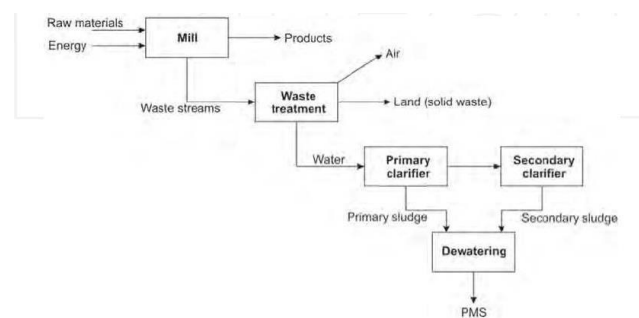 Raw materials
Energy
Mill
Products
Air
Waste streams
Waste
treatment
Land (solid waste)
Water
Primary
clarifier
Secondary
clarifier
Primary sludge
Secondary sludge
Dewatering
PMS